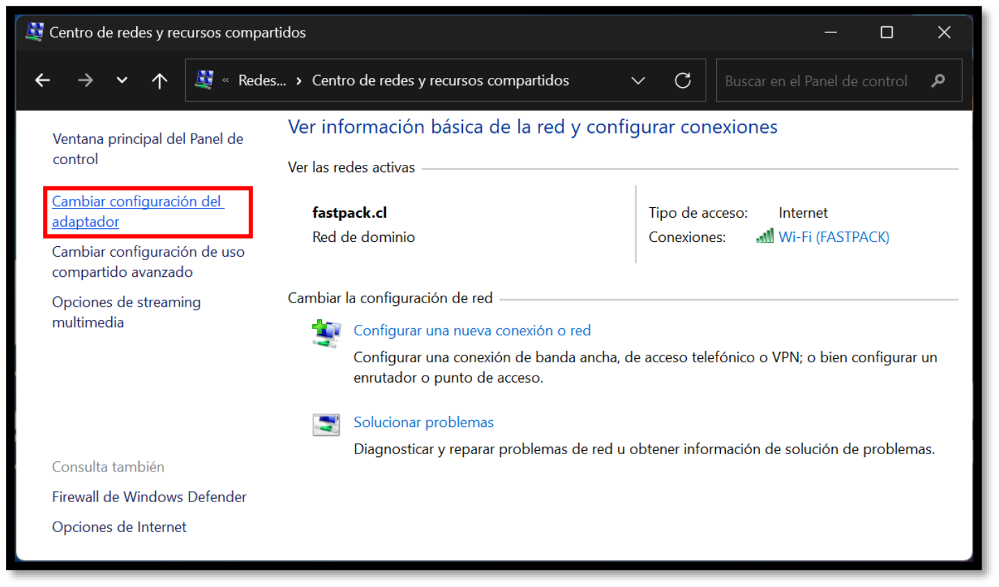 Centro de redes y recursos compartidos
« Redes... › Centro de redes y recursos compartidos
Buscar en el Panel de control
Ventana principal del Panel de
control
Cambiar configuración del
adaptador
Cambiar configuración de uso
compartido avanzado
Opciones de streaming
multimedia
Consulta también
Firewall de Windows Defender
Opciones de Internet
Ver información básica de la red y configurar conexiones
Ver las redes activas
fastpack.cl
Red de dominio
Tipo de acceso: Internet
Conexiones: Wi-Fi (FASTPACK)
Cambiar la configuración de red
Configurar una nueva conexión o red
Configurar una conexión de banda ancha, de acceso telefónico o VPN; o bien configurar un
enrutador o punto de acceso.
Solucionar problemas
Diagnosticar y reparar problemas de red u obtener información de solución de problemas.